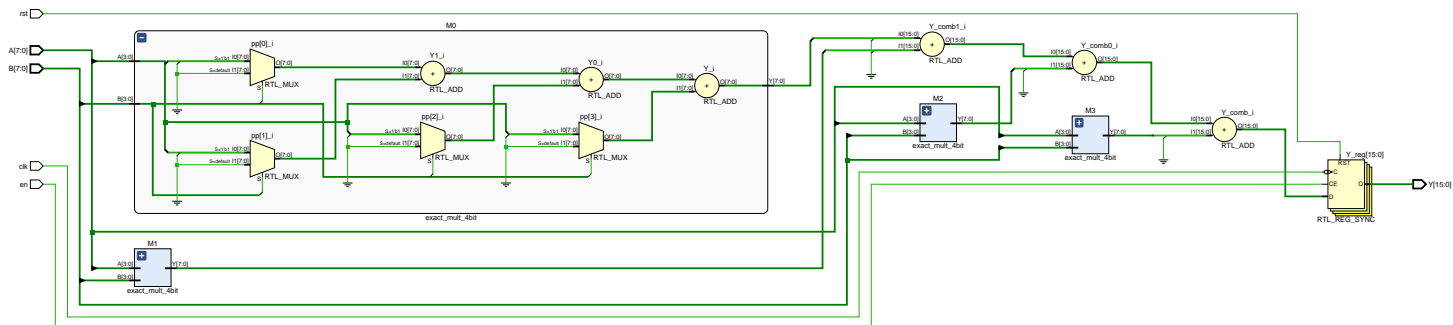 rst
A[7:0]
B[7:0]
clk
en
M0
A[3:0]
B[3:0]
pp[0]_i
S=1'b1 I0[7:0]
S=default I1[7:0]
O[7:0]
S
RTL_MUX
pp[1]_i
S=1'b1 I0[7:0]
S=default I1[7:0]
O[7:0]
S
RTL_MUX
Y1_i
I0[7:0]
I1[7:0]
+
O[7:0]
RTL_ADD
pp[2]_i
S=1'b1 I0[7:0]
S=default I1[7:0]
O[7:0]
S
RTL_MUX
Y0_i
I0[7:0]
I1[7:0]
+
O[7:0]
RTL_ADD
pp[3]_i
S=1'b1 I0[7:0]
S=default I1[7:0]
O[7:0]
S
RTL_MUX
Y_i
I0[7:0]
I1[7:0]
+
O[7:0]
RTL_ADD
Y[7:0]
exact_mult_4bit
M1
A[3:0]
B[3:0]
Y[7:0]
exact_mult_4bit
Y_comb1_i
I0[15:0]
I1[15:0]
+
O[15:0]
RTL_ADD
M2
A[3:0]
B[3:0]
Y[7:0]
exact_mult_4bit
Y_comb0_i
I0[15:0]
I1[15:0]
+
O[15:0]
RTL_ADD
M3
A[3:0]
B[3:0]
Y[7:0]
exact_mult_4bit
Y_comb_i
I0[15:0]
I1[15:0]
+
O[15:0]
RTL_ADD
Y_reg[15:0]
RST
C
CE
D
Q
RTL_REG_SYNC
Y[15:0]